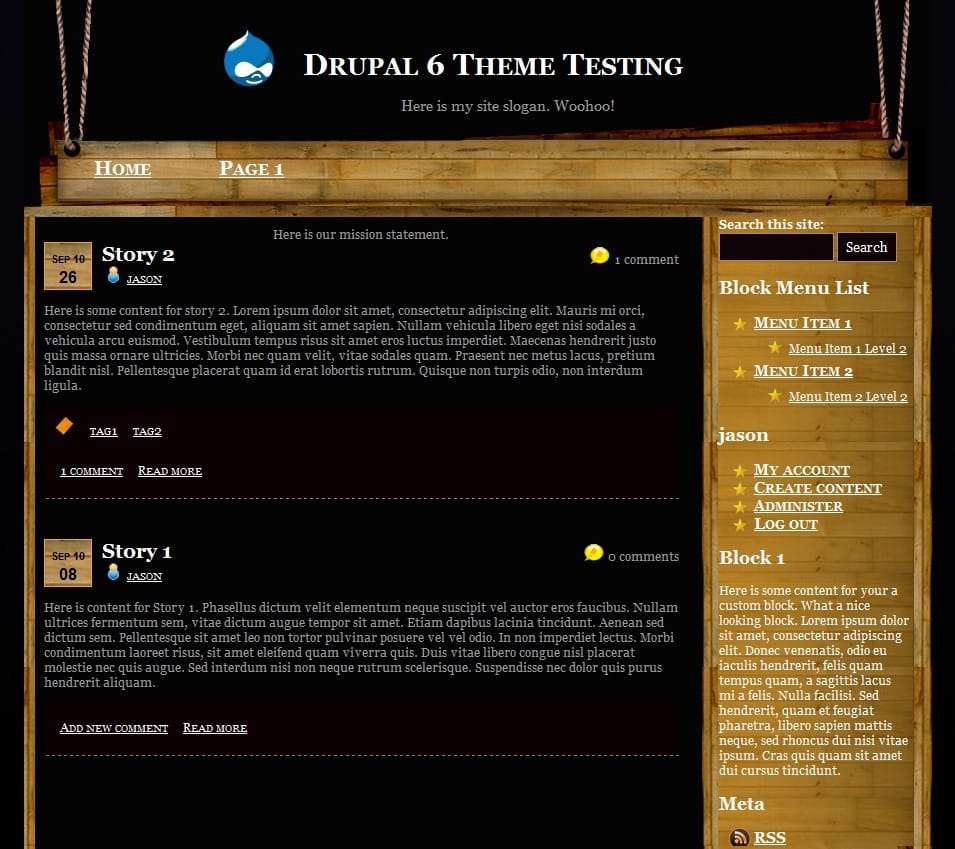 Drupal 6 Theme Testing
Here is my site slogan. Woohoo!
Home Page 1
Here is our mission statement.
SEP 10
26
Story 2
jason
1 comment
Here is some content for story 2. Lorem ipsum dolor sit amet, consectetur adipiscing elit. Mauris mi orci,
consectetur sed condimentum eget, aliquam sit amet sapien. Nullam vehicula libero eget nisi sodales a
vehicula arcu euismod. Vestibulum tempus risus sit amet eros luctus imperdiet. Maecenas hendrerit justo
quis massa ornare ultricies. Morbi nec quam velit, vitae sodales quam. Praesent nec metus lacus, pretium
blandit nisl. Pellentesque placerat quam id erat lobortis rutrum. Quisque non turpis odio, non interdum
ligula.
tag1 tag2
1 comment Read more
SEP 10
08
Story 1
jason
0 comments
Here is content for Story 1. Phasellus dictum velit elementum neque suscipit vel auctor eros faucibus. Nullam
ultrices fermentum sem, vitae dictum augue tempor sit amet. Etiam dapibus lacinia tincidunt. Aenean sed
dictum sem. Pellentesque sit amet leo non tortor pulvinar posuere vel vel odio. In non imperdiet lectus. Morbi
condimentum laoreet risus, sit amet eleifend quam viverra quis. Duis vitae libero congue nisl placerat
molestie nec quis augue. Sed interdum nisi non neque rutrum scelerisque. Suspendisse nec dolor quis purus
hendrerit aliquam.
Add new comment Read more
Search this site:
Search
Block Menu List
Menu Item 1
Menu Item 1 Level 2
Menu Item 2
Menu Item 2 Level 2
jason
My account
Create content
Administer
Log out
Block 1
Here is some content for your a
custom block. What a nice
looking block. Lorem ipsum dolor
sit amet, consectetur adipiscing
elit. Donec venenatis, odio eu
iaculis hendrerit, felis quam
tempus quam, a sagittis lacus
mi a felis. Nulla facilisi. Sed
hendrerit, quam et feugiat
pharetra, libero sapien mattis
neque, sed rhoncus dui nisi vitae
ipsum. Cras quis quam sit amet
dui cursus tincidunt.
Meta
RSS